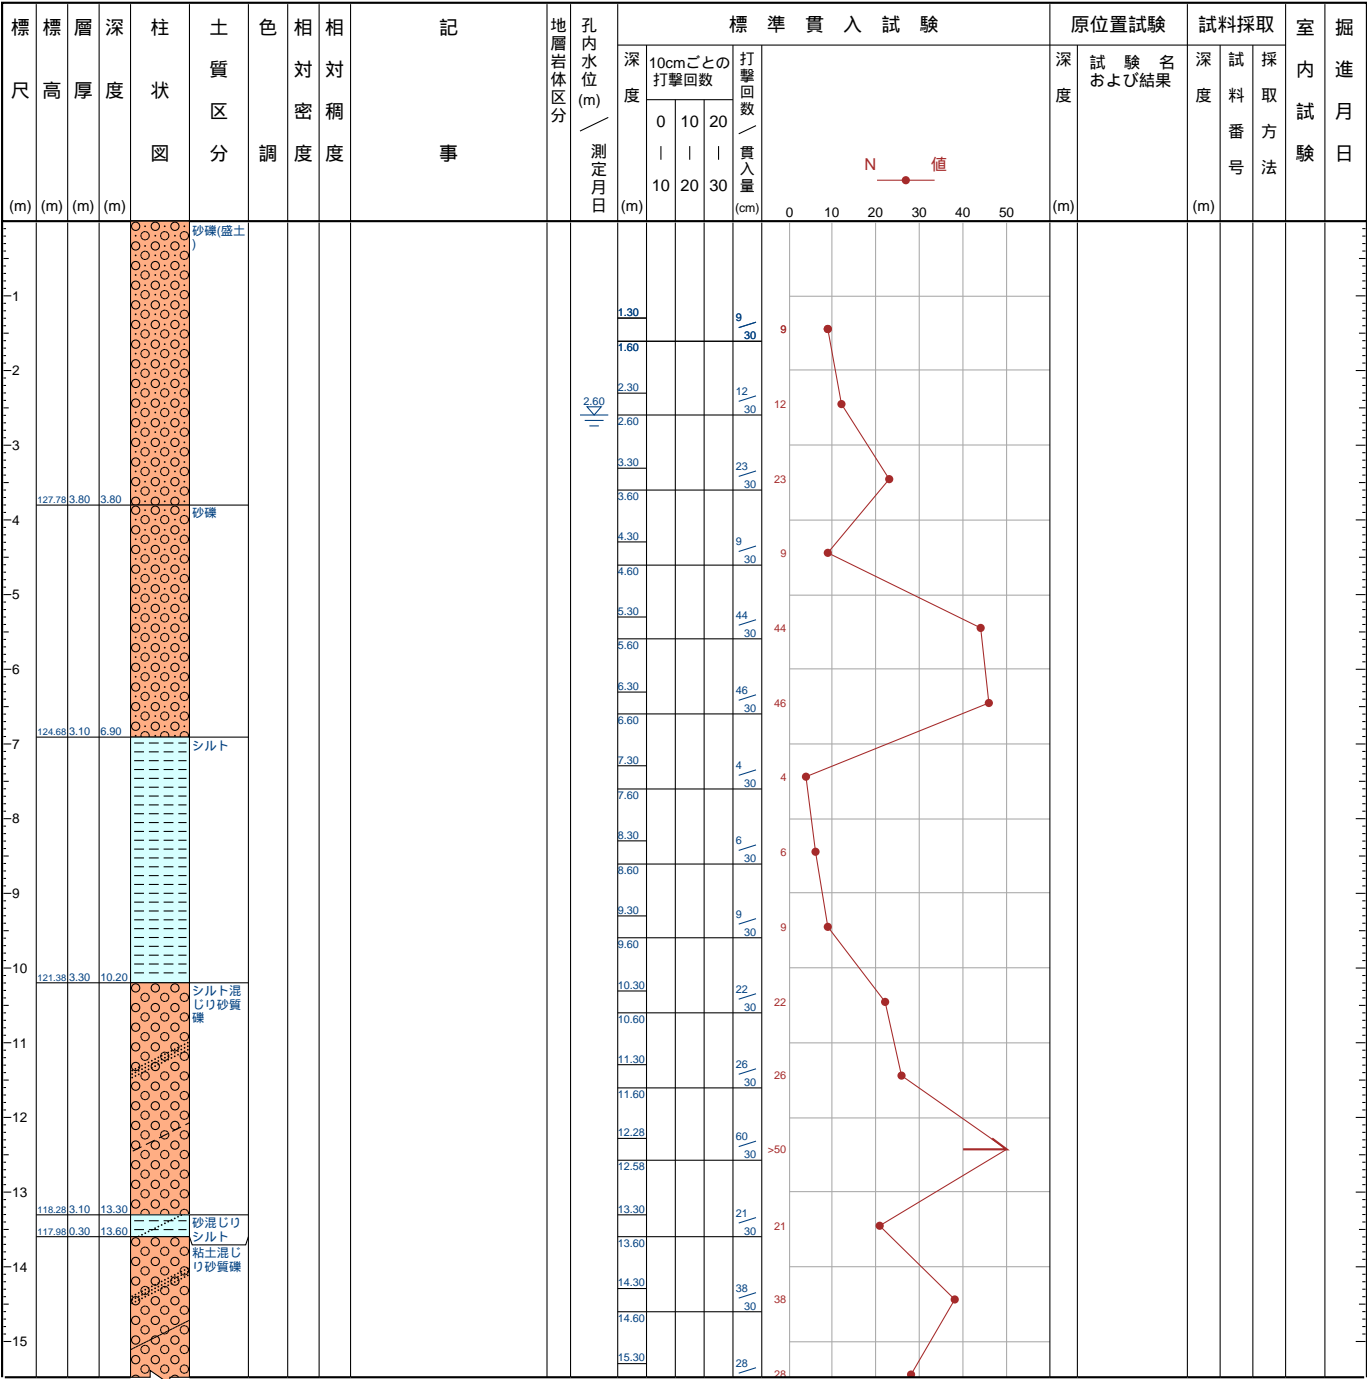 標尺(m)
標高(m)
層厚(m)
深度(m)
柱状図
土質区分
色調
相対密度
相対稠度
記事
地層岩体区分
孔内水位(m)／測定月日
標準貫入試験
深度(m)
10cmごとの
打撃回数
0 | 10
10 | 20
20 | 30
打撃回数／貫入量(cm)
N 値
0 10 20 30 40 50
原位置試験
深度(m)
試験名
および結果
試料採取
深度(m)
試料番号
採取方法
室内試験
掘進月日
砂礫(盛土
)
1
1.30 9
30 9
1.60
2
2.30 12
2.60
30 12
2.60
3
3.30 23
30 23
127.78 3.80 3.80
3.60
砂礫
4
4.30 9
30 9
4.60
5
5.30 44
30 44
5.60
6
6.30 46
30 46
6.60
124.68 3.10 6.90
シルト
7
7.30 4
30 4
7.60
8
8.30 6
30 6
8.60
9
9.30 9
30 9
9.60
10
121.38 3.30 10.20
シルト混
じり砂質
礫
10.30 22
30 22
10.60
11
11.30 26
30 26
11.60
12
12.28 60
30 >50
12.58
13
118.28 3.10 13.30
13.30 21
砂混じり
シルト
30 21
117.98 0.30 13.60
13.60
粘土混じ
り砂質礫
14
14.30 38
30 38
14.60
15
15.30 28
28